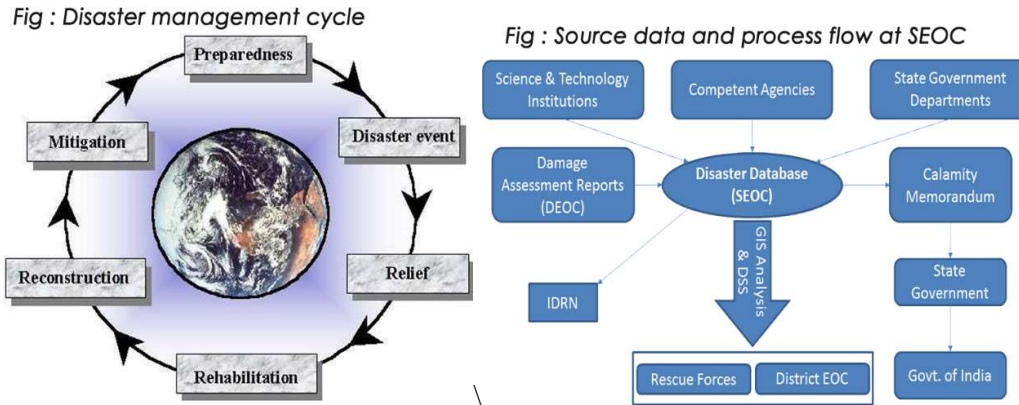 Fig : Disaster management cycle
Preparedness
Disaster event
Relief
Rehabilitation
Reconstruction
Mitigation
Fig : Source data and process flow at SEOC
Science & Technology
Institutions
Competent Agencies
State Government
Departments
Damage
Assessment Reports
(DEOC)
Disaster Database
(SEOC)
Calamity
Memorandum
GIS Analysis
& DSS
IDRN
State
Government
Rescue Forces
District EOC
Govt. of India